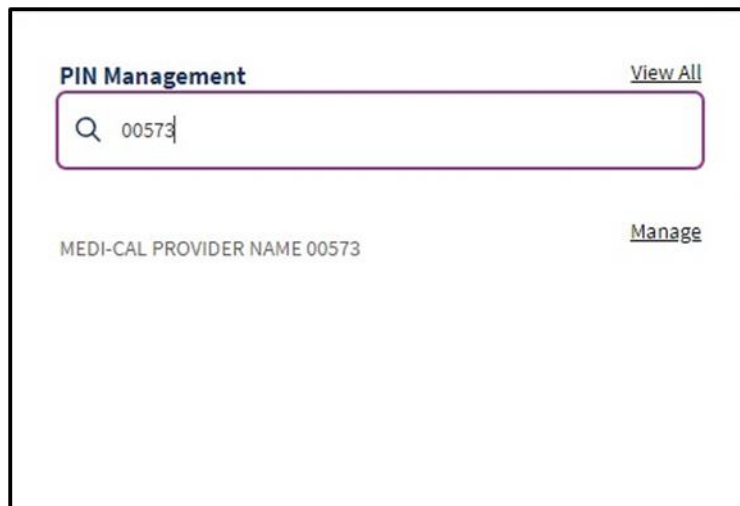 PIN Management
View All
00573
MEDI-CAL PROVIDER NAME 00573
Manage